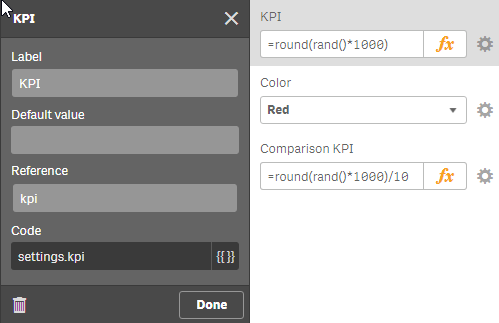 KPI
Label
KPI
Default value
Reference
kpi
Code
settings.kpi {{ }}
Done
KPI
=round(rand()*1000) fx
Color
Red
Comparison KPI
=round(rand()*1000)/10 fx